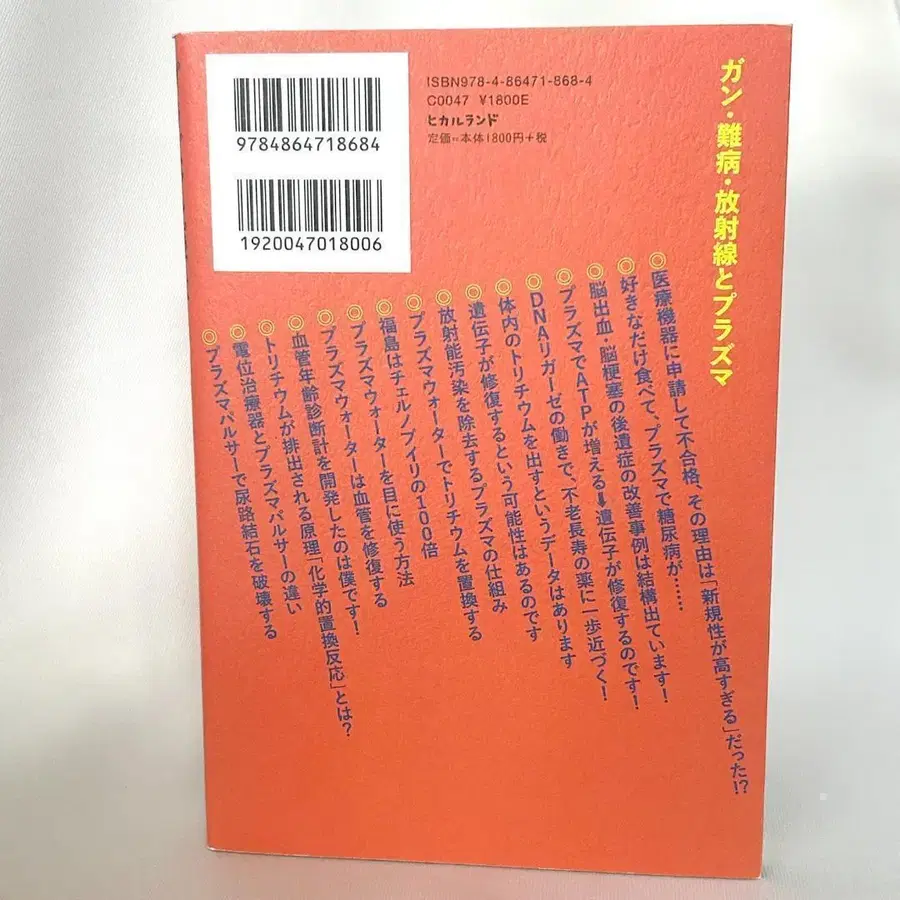 ISBN978-4-86471-868-4
C0047 ¥1800E
ヒカルランド
定価=本体1800円+税
9784864718684
1920047018006
ガン・難病・放射線とプラズマ
◎医療機器に申請して不合格、その理由は「新規性が高すぎる」だった!?
◎好きなだけ食べて、プラズマで糖尿病が……
◎脳出血・脳梗塞の後遺症の改善事例は結構出ています!
◎プラズマでATPが増える➡遺伝子が修復するのです!
◎DNAリガーゼの働きで、不老長寿の薬に一歩近づく!
◎体内のトリチウムを出すというデータはあります
◎遺伝子が修復するという可能性はあるのです
◎放射能汚染を除去するプラズマの仕組み
◎プラズマウォーターでトリチウムを置換する
◎福島はチェルノブイリの100倍
◎プラズマウォーターを目に使う方法
◎プラズマウォーターは血管を修復する
◎血管年齢診断計を開発したのは僕です!
◎トリチウムが排出される原理「化学的置換反応」とは?
◎電位治療器とプラズマパルサーの違い
◎プラズマパルサーで尿路結石を破壊する